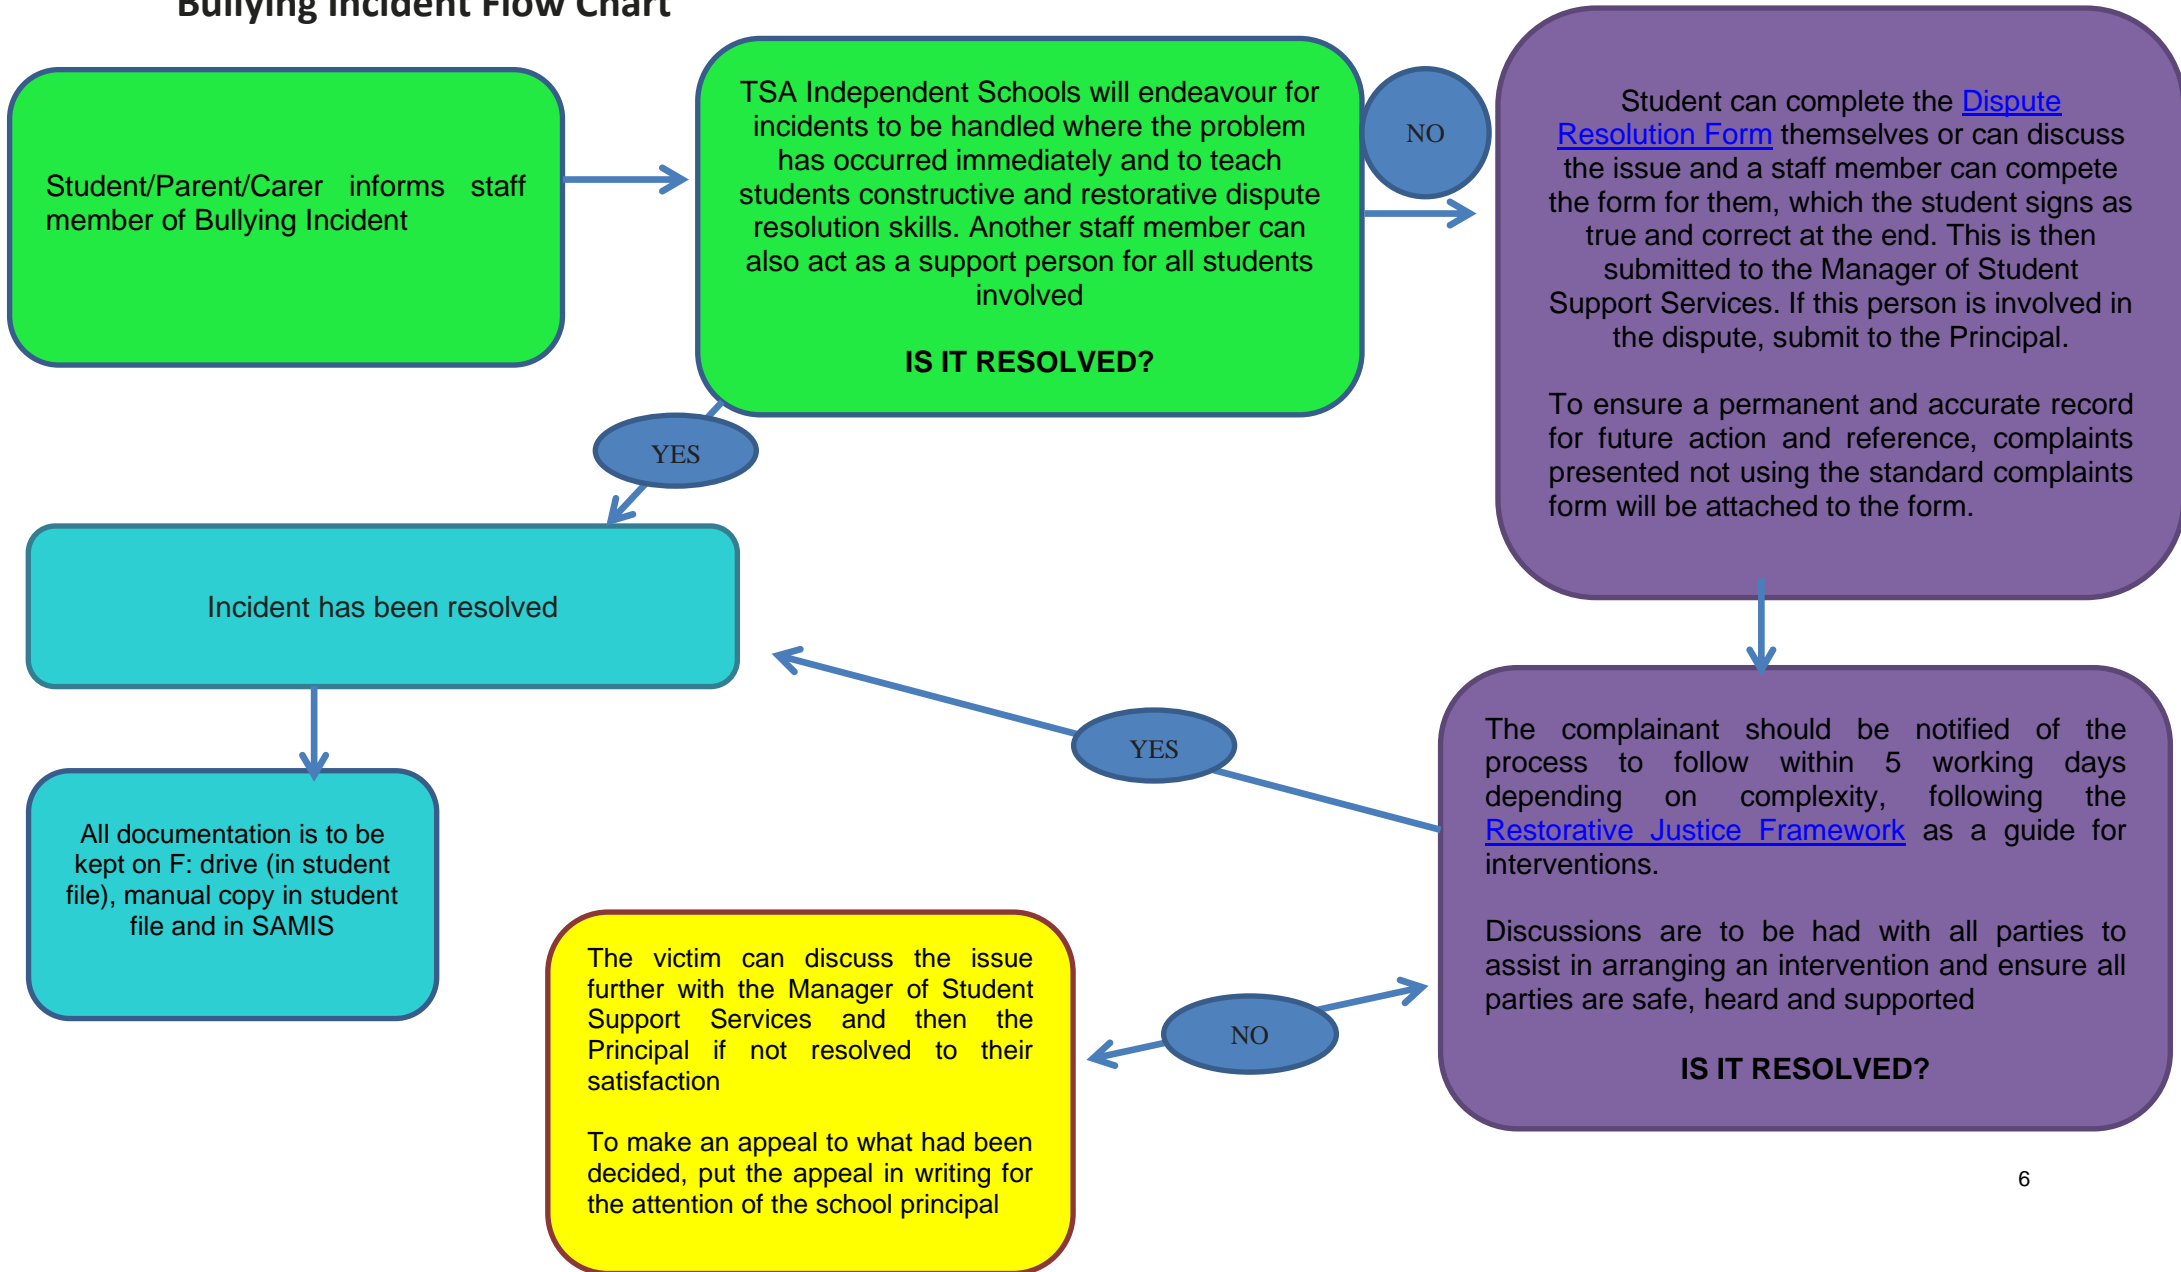 Bullying Incident Flow Chart
Student/Parent/Carer informs staff
member of Bullying Incident
TSA Independent Schools will endeavour for
incidents to be handled where the problem
has occurred immediately and to teach
students constructive and restorative dispute
resolution skills. Another staff member can
also act as a support person for all students
involved
IS IT RESOLVED?
NO
Student can complete the Dispute
Resolution Form themselves or can discuss
the issue and a staff member can compete
the form for them, which the student signs as
true and correct at the end. This is then
submitted to the Manager of Student
Support Services. If this person is involved in
the dispute, submit to the Principal.
To ensure a permanent and accurate record
for future action and reference, complaints
presented not using the standard complaints
form will be attached to the form.
YES
Incident has been resolved
YES
The complainant should be notified of the
process to follow within 5 working days
depending on complexity, following the
Restorative Justice Framework as a guide for
interventions.
Discussions are to be had with all parties to
assist in arranging an intervention and ensure all
parties are safe, heard and supported
IS IT RESOLVED?
All documentation is to be
kept on F: drive (in student
file), manual copy in student
file and in SAMIS
NO
The victim can discuss the issue
further with the Manager of Student
Support Services and then the
Principal if not resolved to their
satisfaction
To make an appeal to what had been
decided, put the appeal in writing for
the attention of the school principal
6